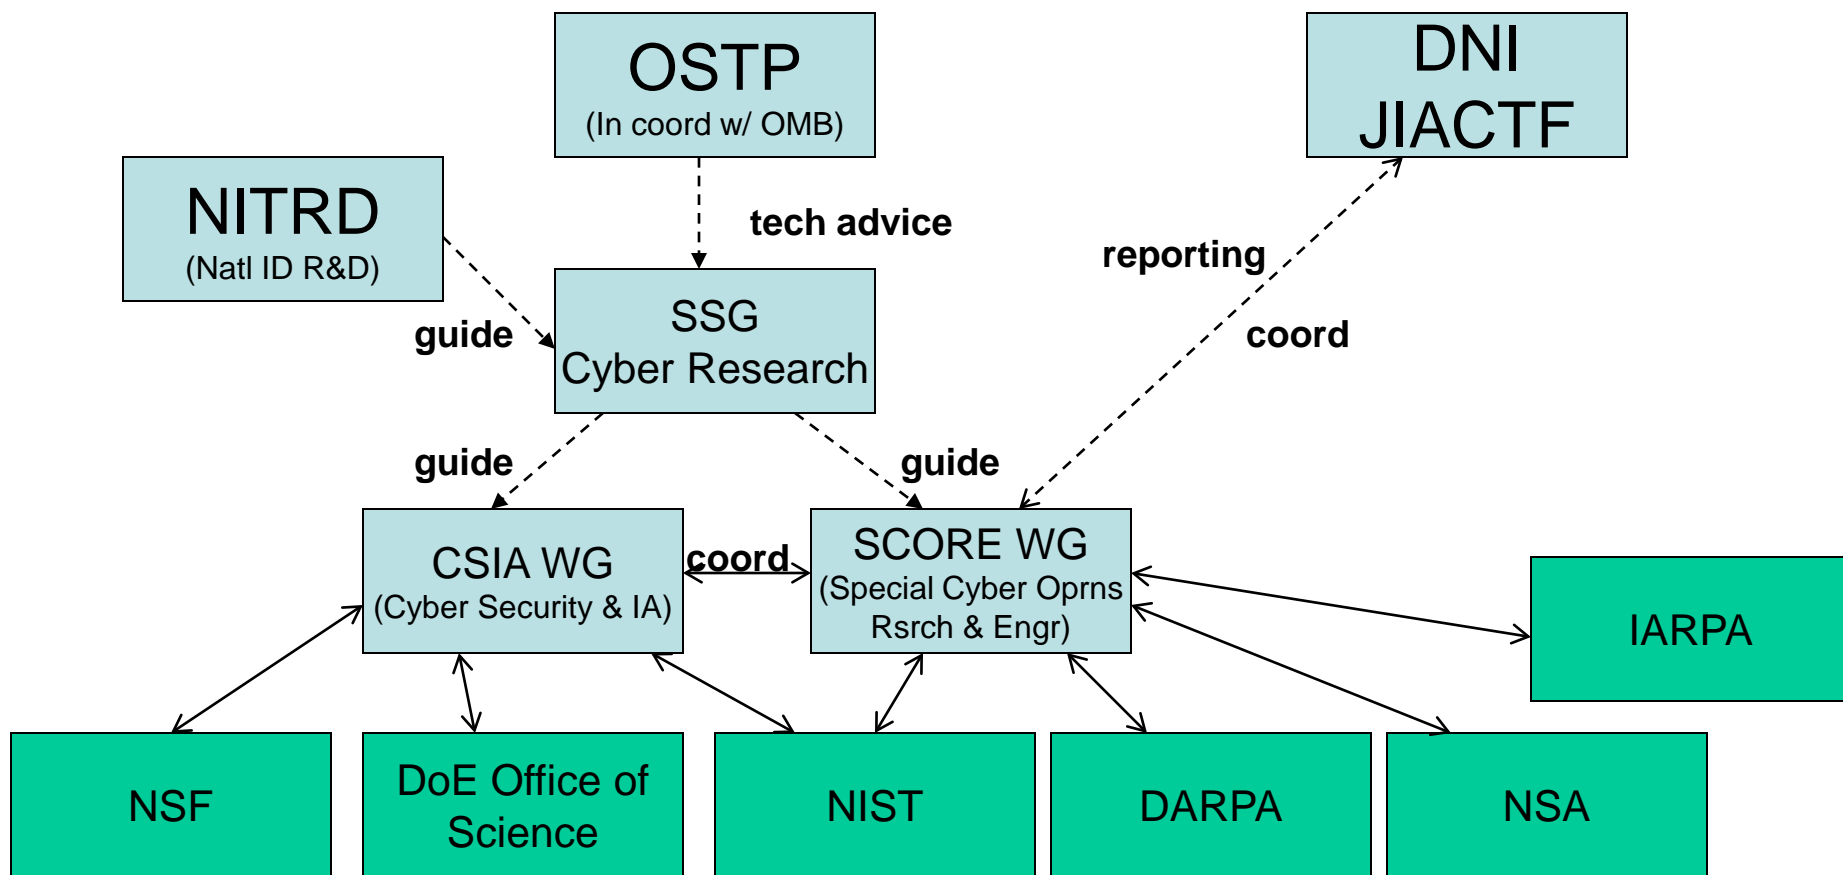 OSTP
(In coord w/ OMB)
DNI
JIACTF
NITRD
(Natl ID R&D)
tech advice
reporting
guide
SSG
Cyber Research
coord
guide
guide
CSIA WG
(Cyber Security & IA)
coord
SCORE WG
(Special Cyber Oprns
Rsrch & Engr)
IARPA
NSF
DoE Office of
Science
NIST
DARPA
NSA